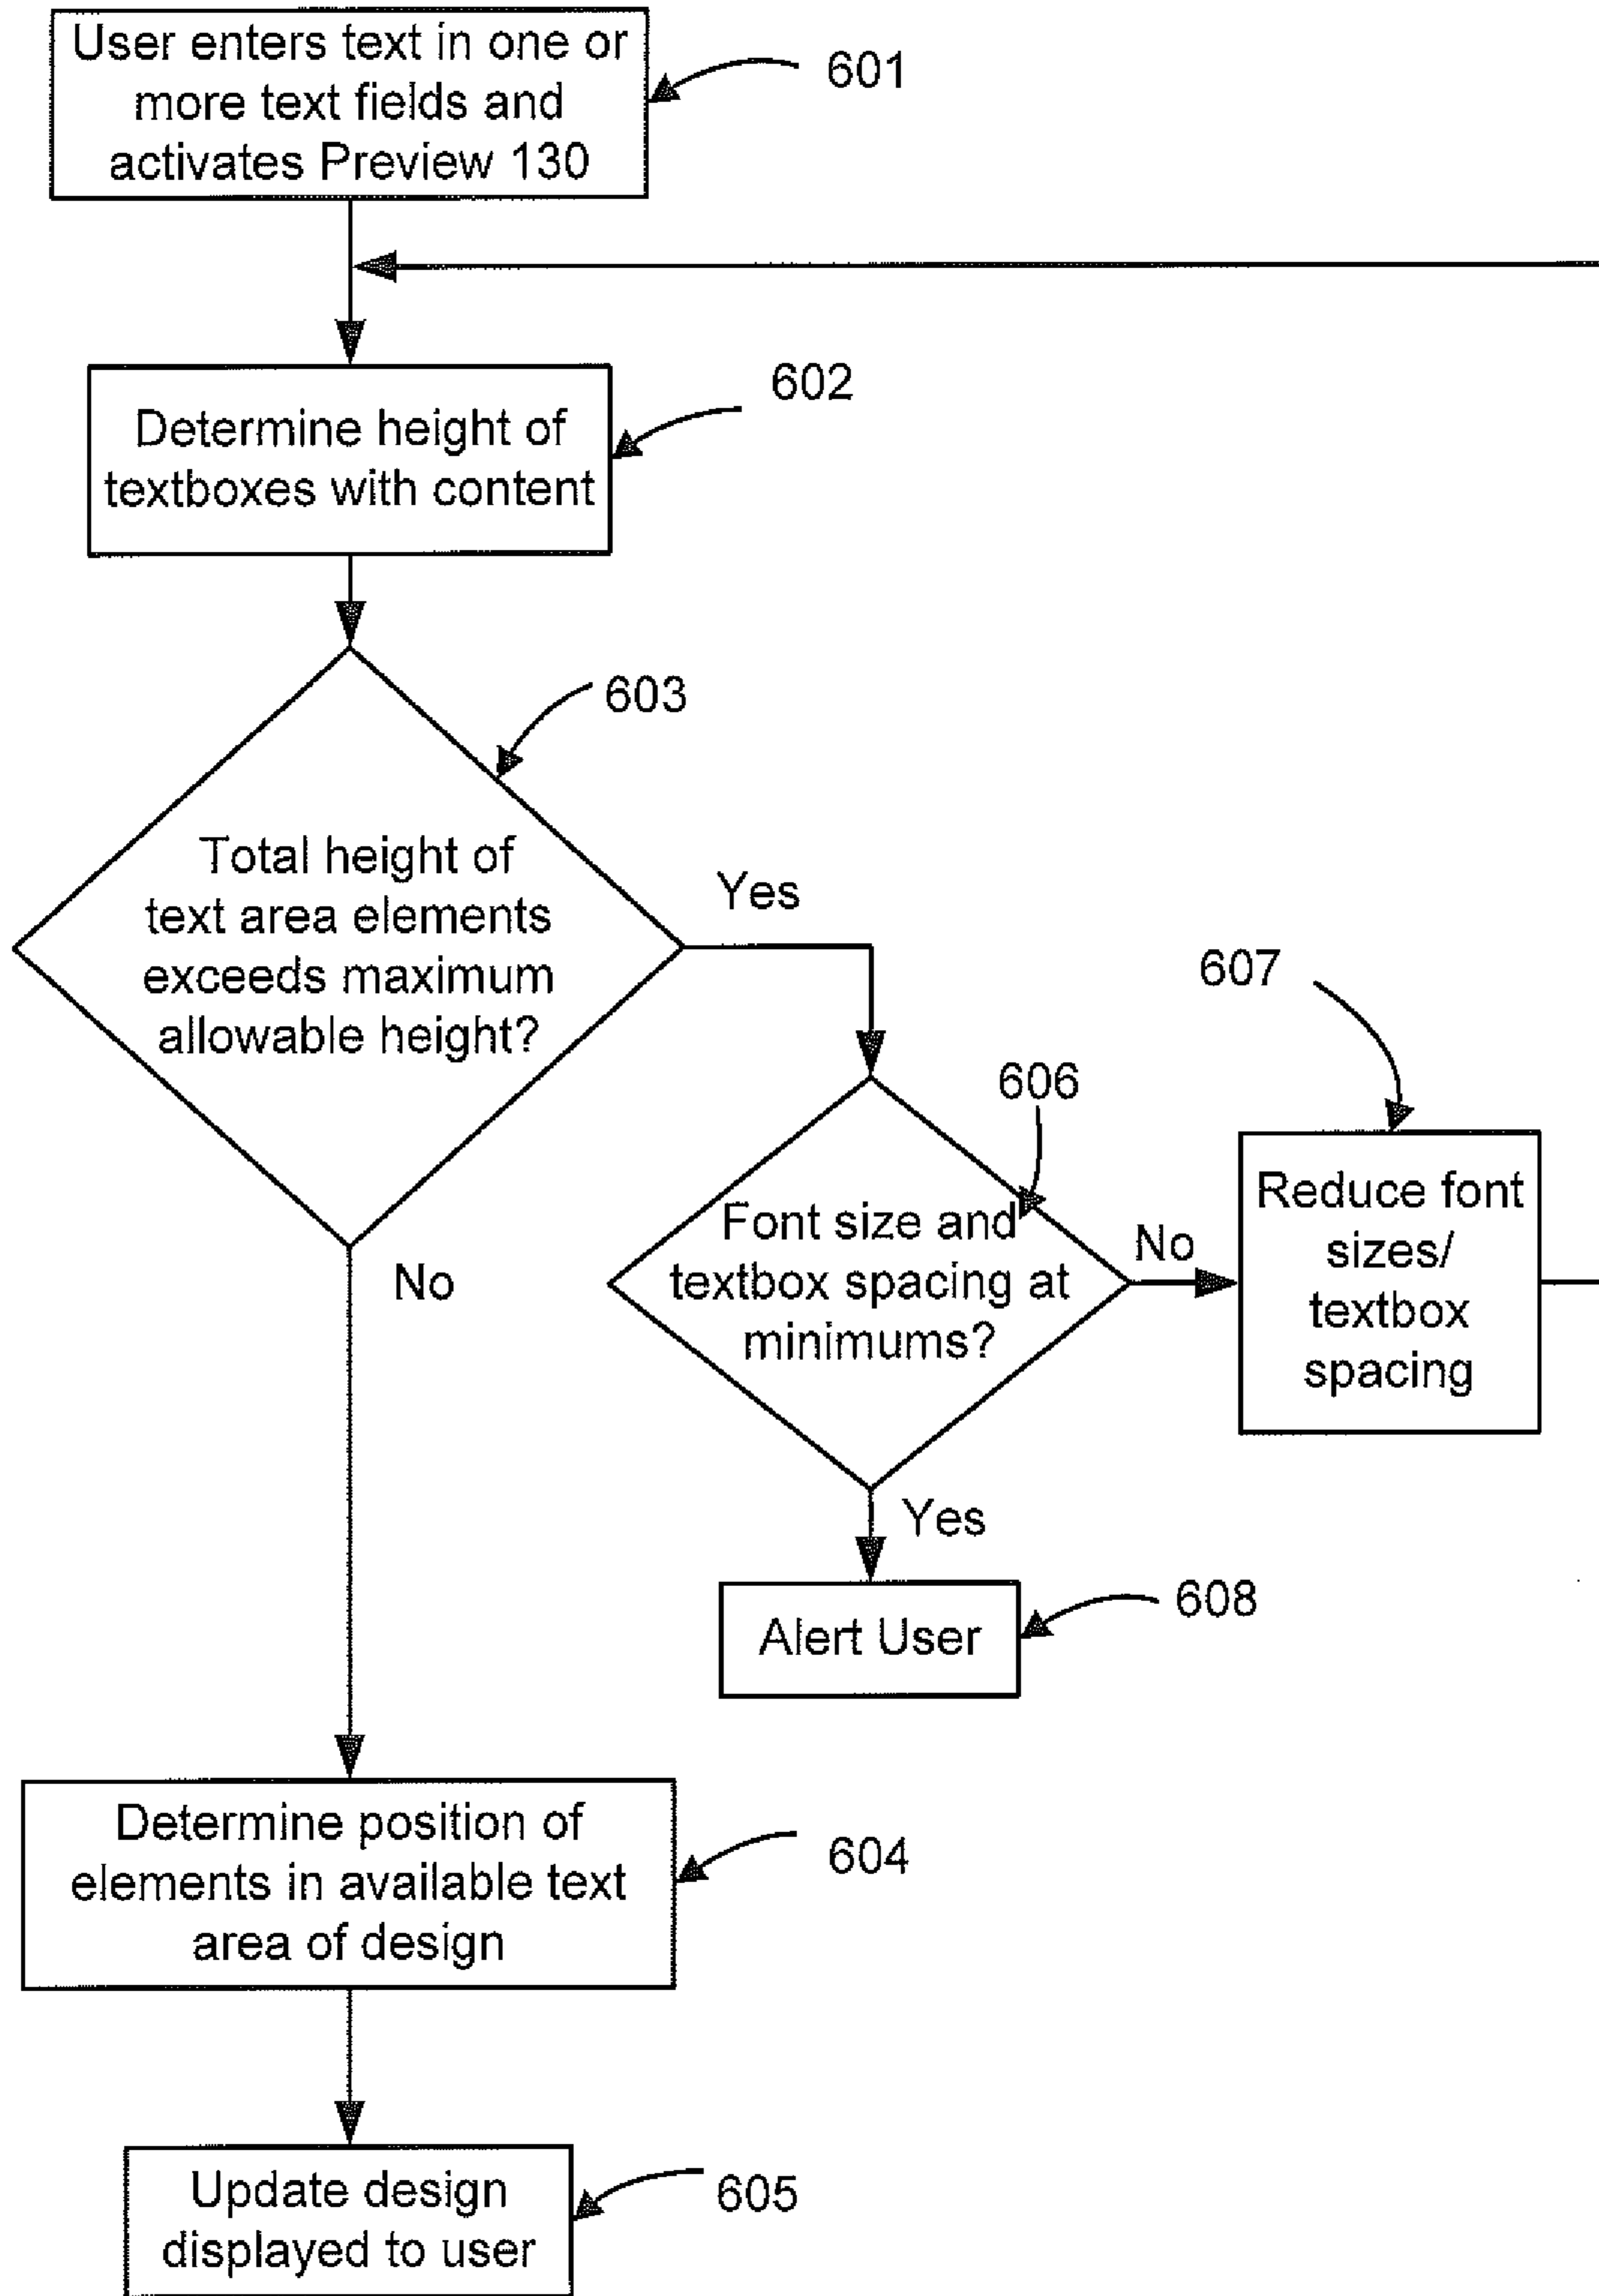 User enters text in one or
more text fields and
activates Preview 130
601
Determine height of
textboxes with content
602
603
Total height of
text area elements
exceeds maximum
allowable height?
Yes
No
606
Font size and
textbox spacing at
minimums?
No
607
Reduce font
sizes/
textbox
spacing
Yes
Alert User
608
Determine position of
elements in available text
area of design
604
Update design
displayed to user
605